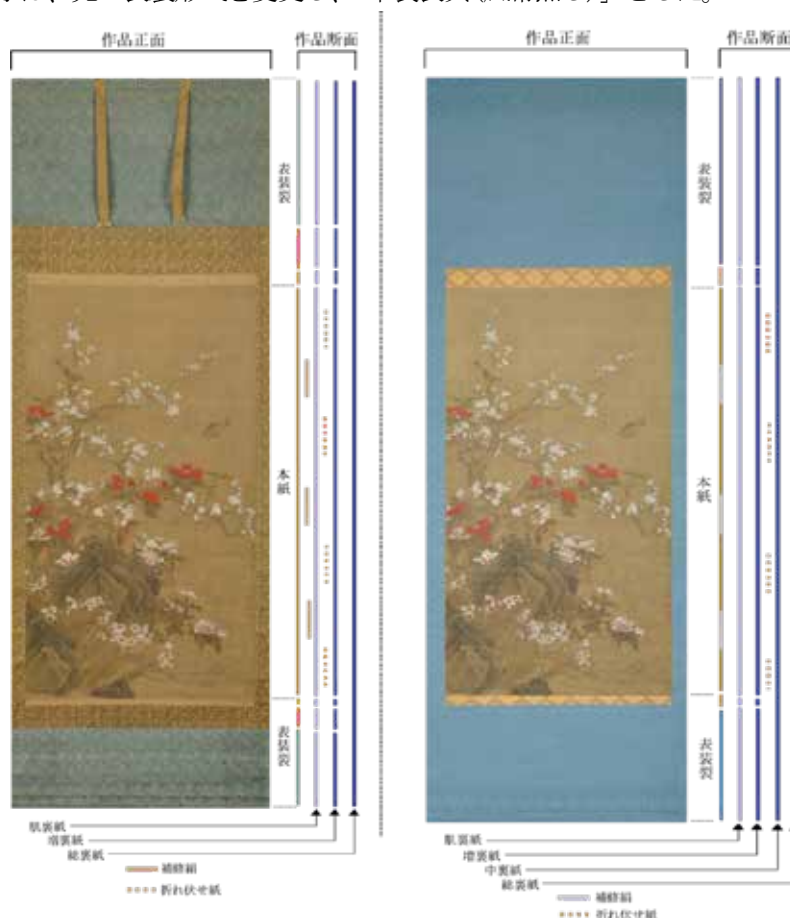 作品正面
作品断面
表装裂
本紙
表装裂
肌裏紙
増裏紙
総裏紙
補修絹
折れ伏せ紙
作品正面
作品断面
表装裂
本紙
表装裂
肌裏紙
増裏紙
中裏紙
総裏紙
補修絹
折れ伏せ紙